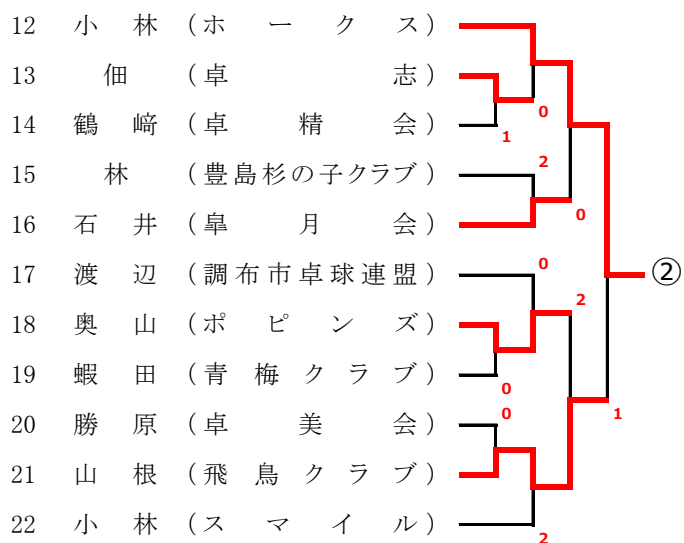 12 小林 (ホークス)
0
13 佃 (卓志)
14 鶴﨑 (卓精会)
1
15 林 (豊島杉の子クラブ)
2
16 石井 (皐月会)
0
17 渡辺 (調布市卓球連盟)
0
②
18 奥山 (ポピンズ)
2
19 蝦田 (青梅クラブ)
0
20 勝原 (卓美会)
0
1
21 山根 (飛鳥クラブ)
22 小林 (スマイル)
2